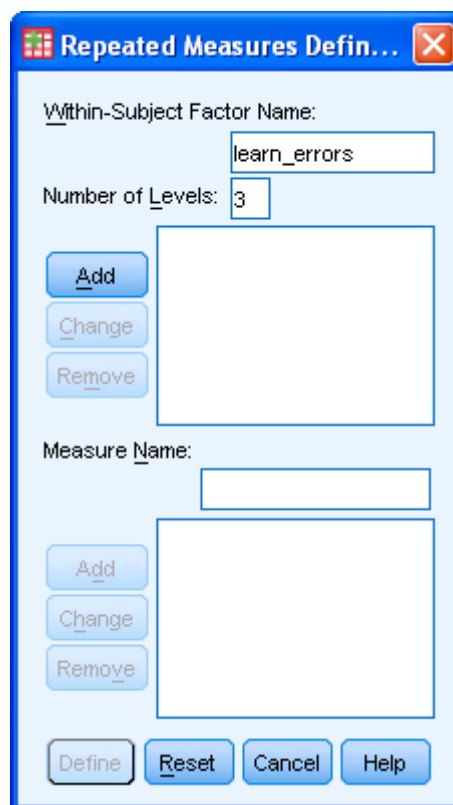 Repeated Measures Defin...
Within-Subject Factor Name:
learn_errors
Number of Levels: 3
Add
Change
Remove
Measure Name:
Add
Change
Remove
Define Reset Cancel Help